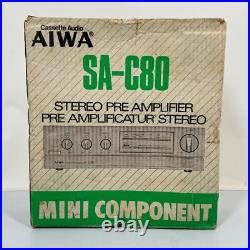 Cassette Audio
AIWA
SA-C80
STEREO PRE AMPLIFIER
PRE AMPLIFICATUR STEREO
MINI COMPONENT